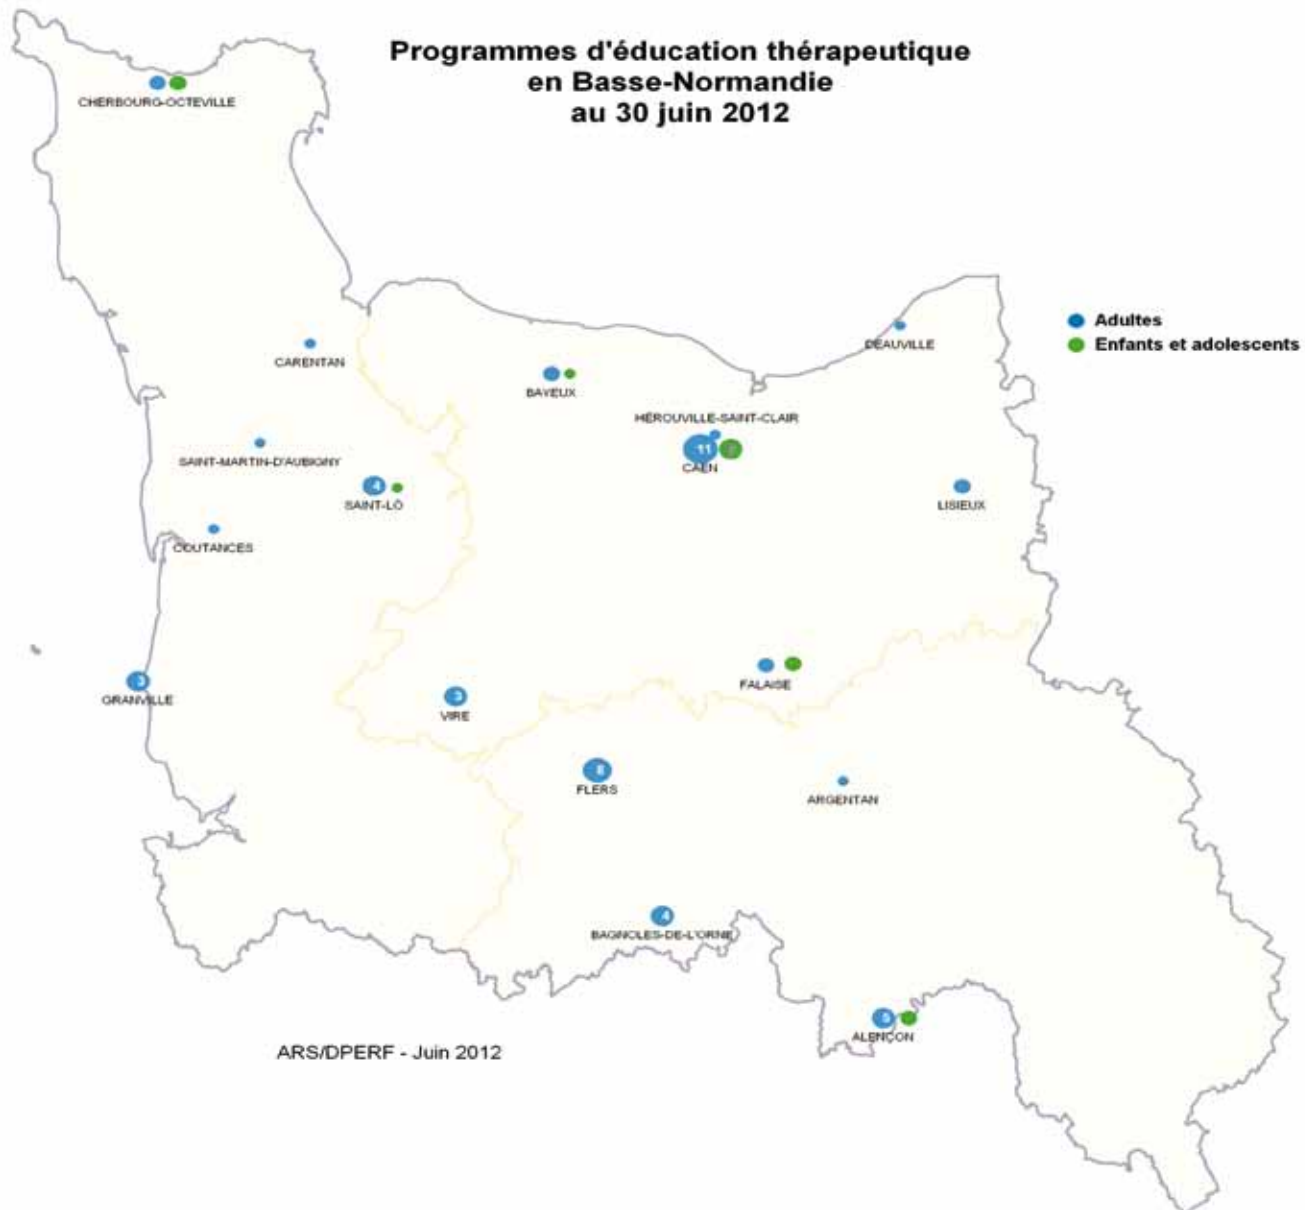 Programmes d'éducation thérapeutique
en Basse-Normandie
au 30 juin 2012
CHERBOURG-OCTEVILLE
Adultes
Enfants et adolescents
DEAUVILLE
CARENTAN
BAYEUX
HÉROUVILLE-SAINT-CLAIR
11
CAEN
SAINT-MARTIN-D'AUBIGNY
4
SAINT-LÔ
LISIEUX
COUTANCES
3
GRANVILLE
3
VIRE
FALAISE
FLERS
ARGENTAN
4
BAGNOLES-DE-L'ORNE
5
ALENÇON
ARS/DPERF - Juin 2012